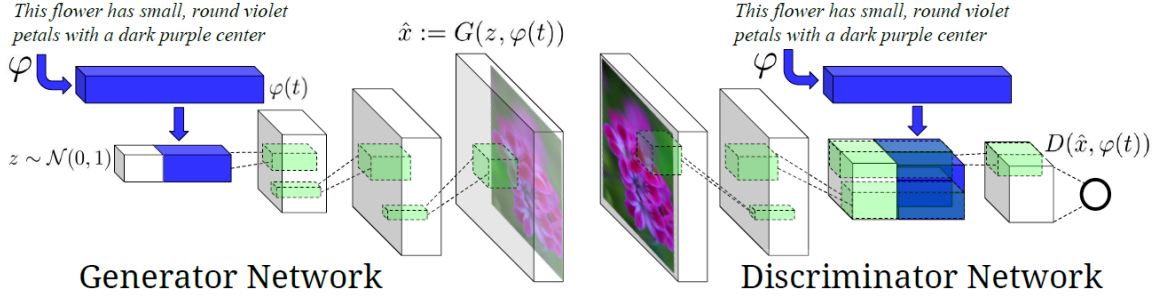 This flower has small, round violet
petals with a dark purple center
φ
φ(t)
z ∼ 𝒩(0, 1)
x̂ := G(z, φ(t))
Generator Network
This flower has small, round violet
petals with a dark purple center
φ
D(x̂, φ(t))
Discriminator Network